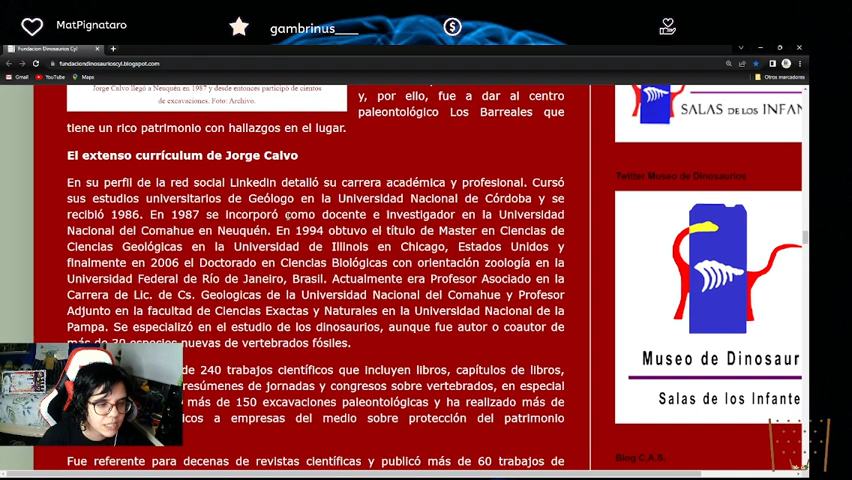 MatPignataro
gambrinus____
Fundacion Dinosaurios Cyl
fundaciondinosaurioscyl.blogspot.com
Gmail
YouTube
Maps
Otros marcadores
Jorge Calvo llegó a Neuquén en 1987 y desde entonces participó de cientos
de excavaciones. Foto: Archivo.
y, por ello, fue a dar al centro
paleontológico Los Barreales que
tiene un rico patrimonio con hallazgos en el lugar.
El extenso currículum de Jorge Calvo
En su perfil de la red social Linkedin detalló su carrera académica y profesional. Cursó
sus estudios universitarios de Geólogo en la Universidad Nacional de Córdoba y se
recibió 1986. En 1987 se incorporó como docente e investigador en la Universidad
Nacional del Comahue en Neuquén. En 1994 obtuvo el título de Master en Ciencias de
Ciencias Geológicas en la Universidad de Illinois en Chicago, Estados Unidos y
finalmente en 2006 el Doctorado en Ciencias Biológicas con orientación zoología en la
Universidad Federal de Río de Janeiro, Brasil. Actualmente era Profesor Asociado en la
Carrera de Lic. de Cs. Geologicas de la Universidad Nacional del Comahue y Profesor
Adjunto en la facultad de Ciencias Exactas y Naturales en la Universidad Nacional de la
Pampa. Se especializó en el estudio de los dinosaurios, aunque fue autor o coautor de
más de 30 especies nuevas de vertebrados fósiles.
de 240 trabajos científicos que incluyen libros, capítulos de libros,
resúmenes de jornadas y congresos sobre vertebrados, en especial
más de 150 excavaciones paleontológicas y ha realizado más de
icos a empresas del medio sobre protección del patrimonio
Fue referente para decenas de revistas científicas y publicó más de 60 trabajos de
SALAS DE LOS INFAN
Twitter Museo de Dinosaurios
Museo de Dinosaur
Salas de los Infante
Blog C.A.S.